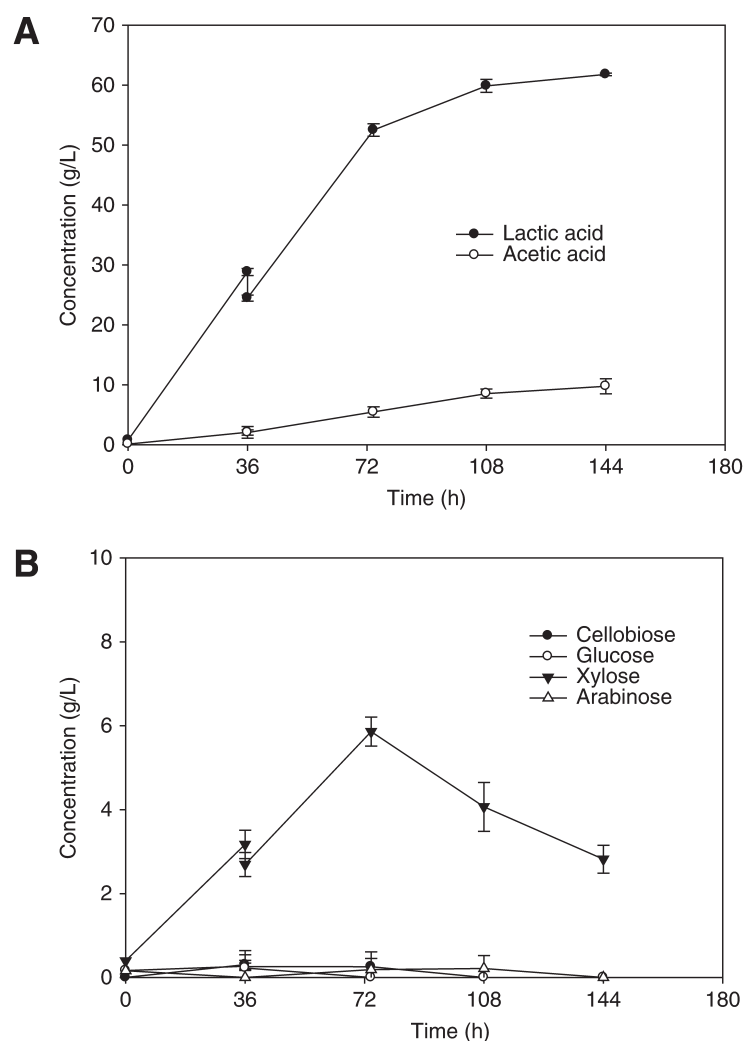 A
70
60
50
40
30
20
10
0
Concentration (g/L)
Lactic acid
Acetic acid
0 36 72 108 144 180
Time (h)
B
10
8
6
4
2
0
Concentration (g/L)
Cellobiose
Glucose
Xylose
Arabinose
0 36 72 108 144 180
Time (h)